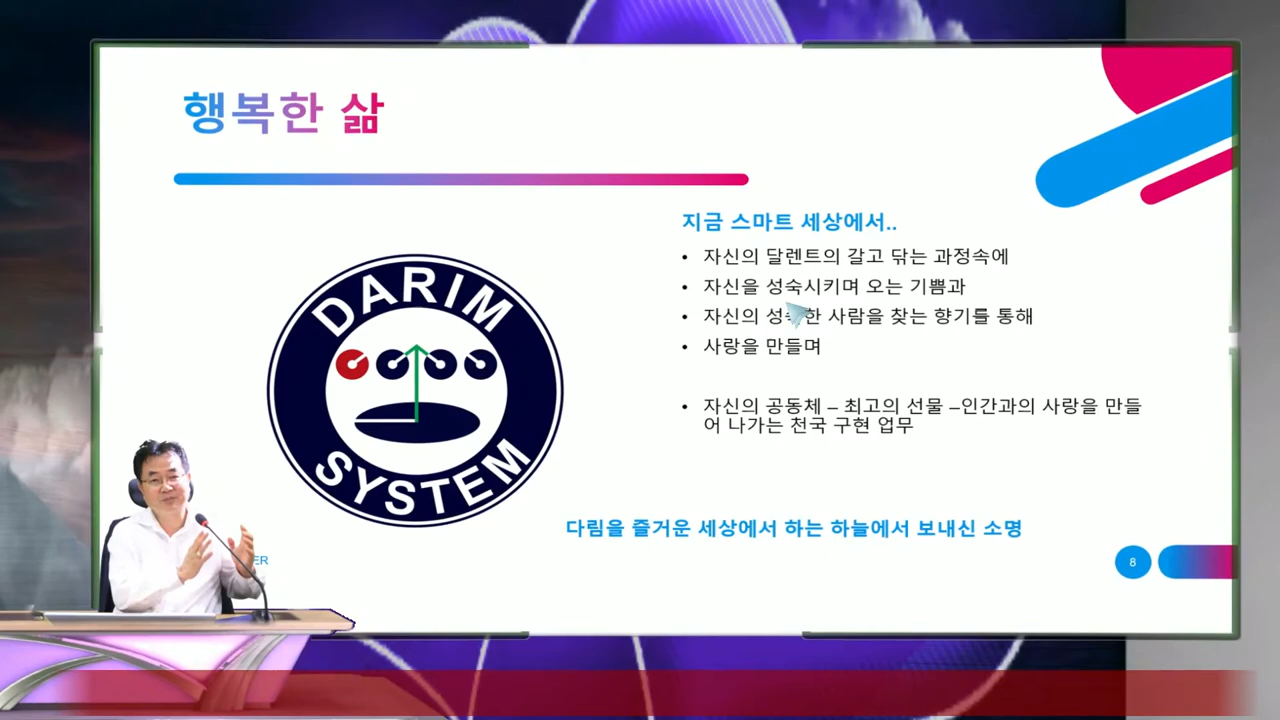 행복한 삶
지금 스마트 세상에서..
• 자신의 달렌트의 갈고 닦는 과정속에
• 자신을 성숙시키며 오는 기쁨과
• 자신의 성숙한 사람을 찾는 향기를 통해
• 사랑을 만들며
• 자신의 공동체 – 최고의 선물 –인간과의 사랑을 만들
어 나가는 천국 구현 업무
DARIM
SYSTEM
다림을 즐거운 세상에서 하는 하늘에서 보내신 소명
ER
8